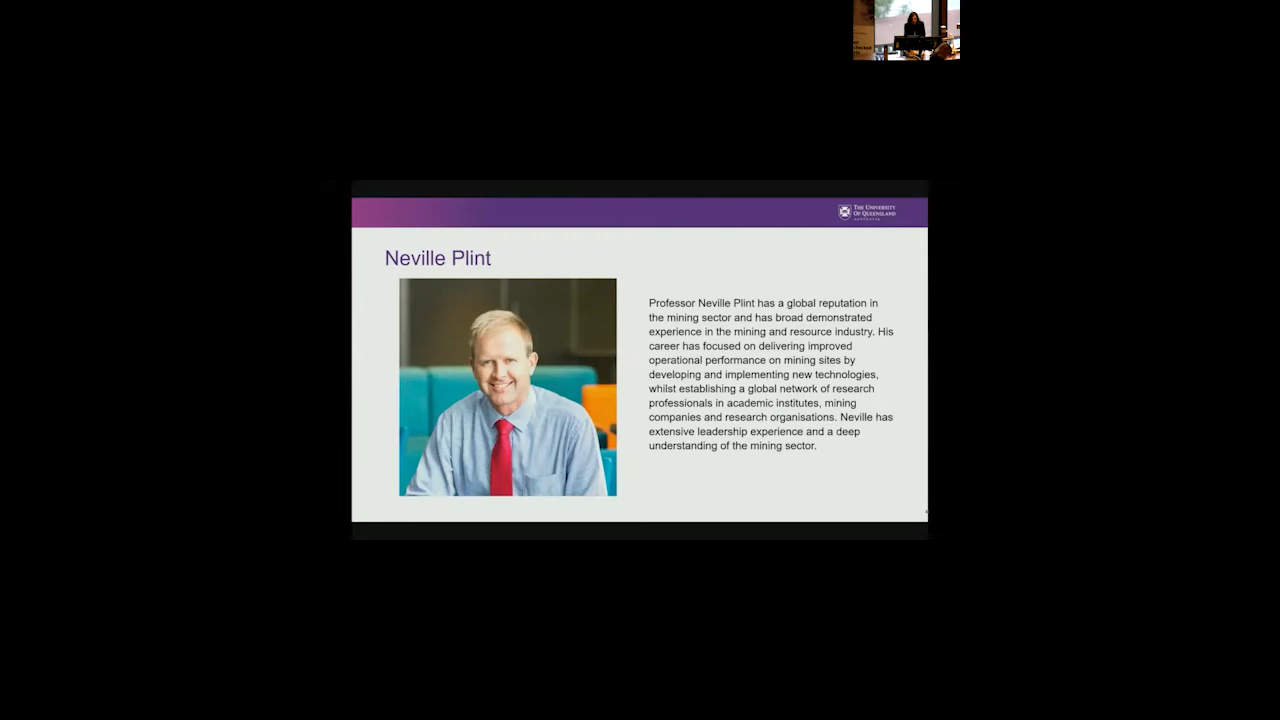 THE UNIVERSITY
OF QUEENSLAND
AUSTRALIA
Neville Plint
Professor Neville Plint has a global reputation in
the mining sector and has broad demonstrated
experience in the mining and resource industry. His
career has focused on delivering improved
operational performance on mining sites by
developing and implementing new technologies,
whilst establishing a global network of research
professionals in academic institutes, mining
companies and research organisations. Neville has
extensive leadership experience and a deep
understanding of the mining sector.